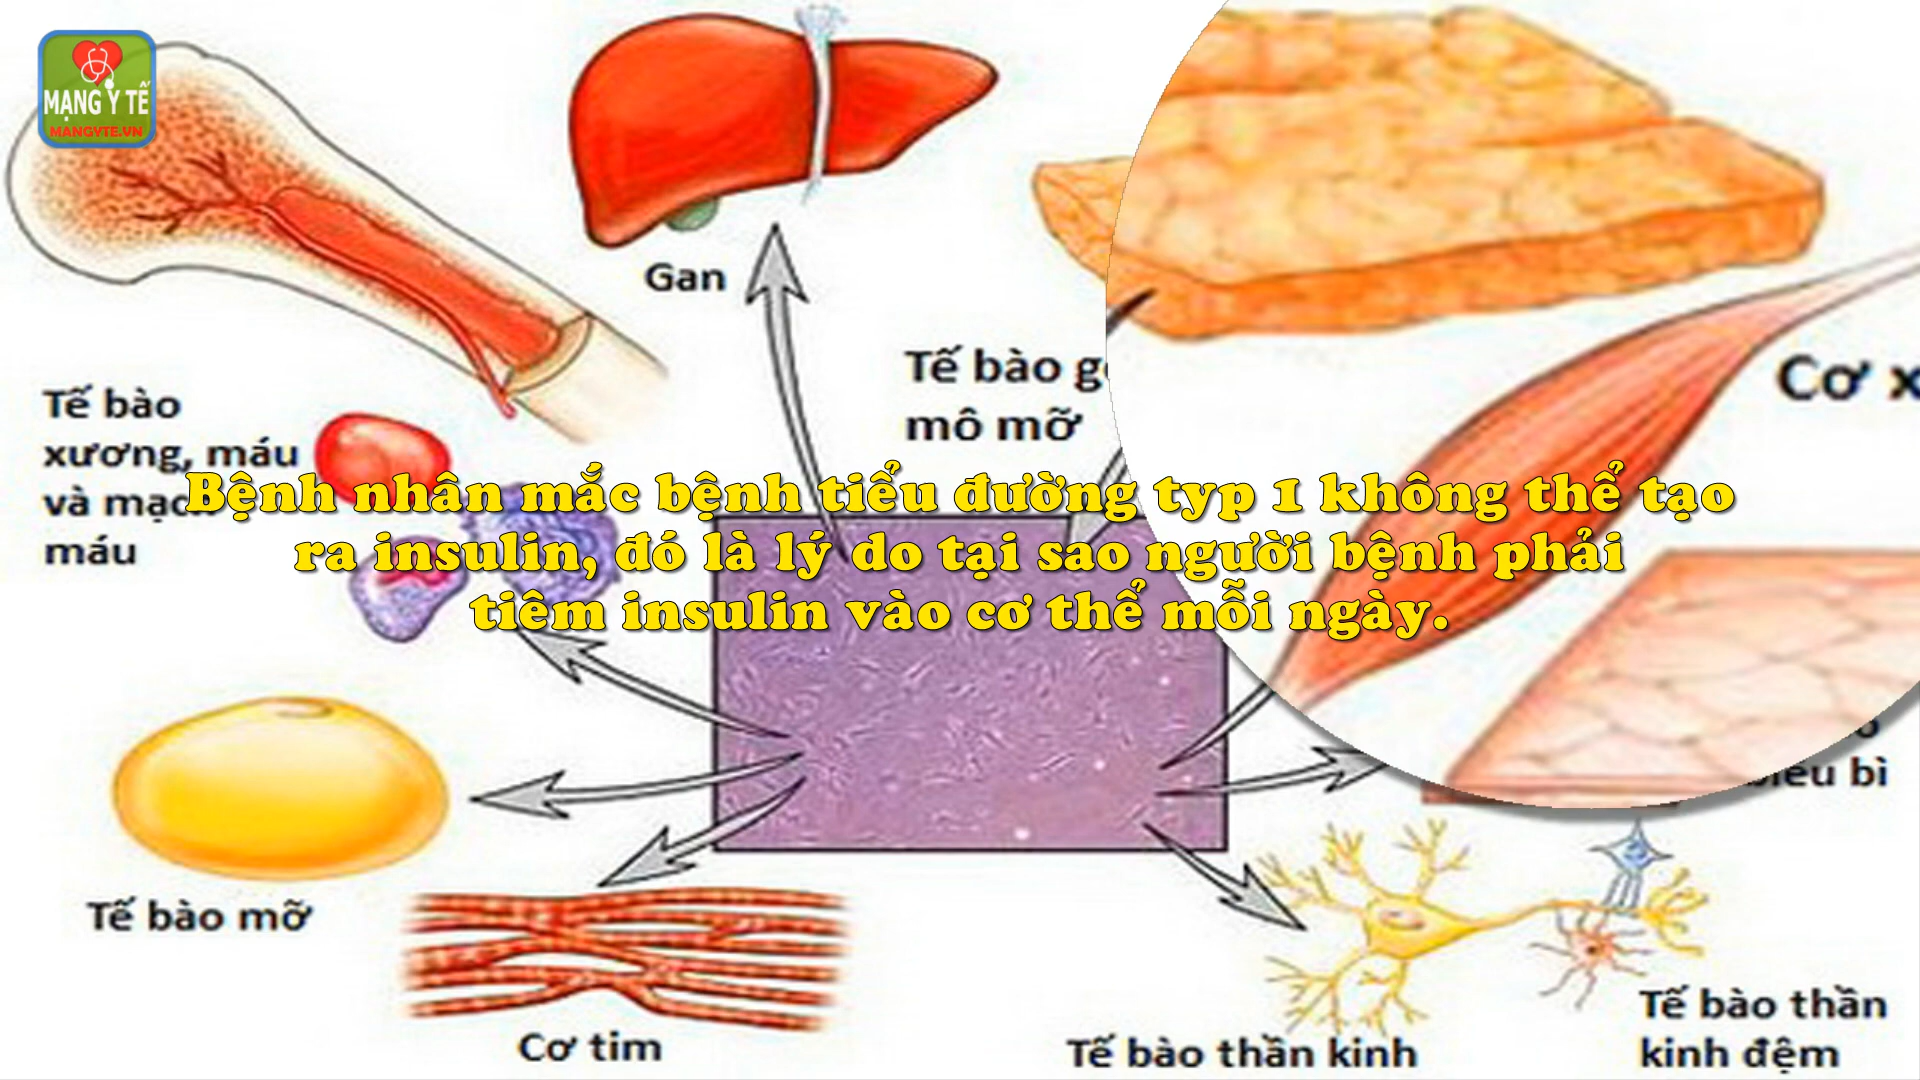 MẠNG Y TẾ
MANGYTE.VN
Gan
Tế bào
mô mỡ
Cơ
Tế bào
xương, máu
và mạch
máu
Bệnh nhân mắc bệnh tiểu đường typ 1 không thể tạo
ra insulin, đó là lý do tại sao người bệnh phải
tiêm insulin vào cơ thể mỗi ngày.
bì
Tế bào mỡ
Cơ tim
Tế bào thần kinh
Tế bào thần
kinh đệm